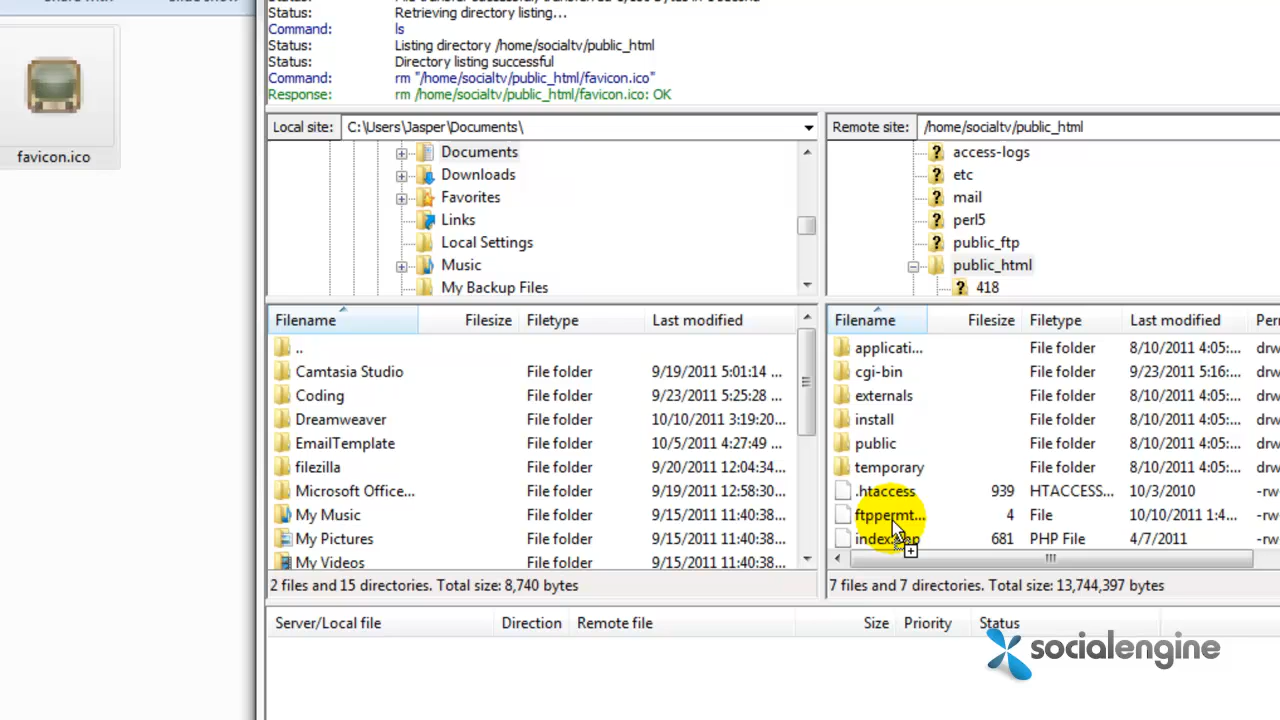 Status:
Status: Retrieving directory listing...
Command: ls
Status: Listing directory /home/socialtv/public_html
Status: Directory listing successful
Command: rm "/home/socialtv/public_html/favicon.ico"
Response: rm /home/socialtv/public_html/favicon.ico: OK
favicon.ico
Local site: C:\Users\Jasper\Documents\
Documents
Downloads
Favorites
Links
Local Settings
Music
My Backup Files
Remote site: /home/socialtv/public_html
access-logs
etc
mail
perl5
public_ftp
public_html
418
Filename Filesize Filetype Last modified
..
Camtasia Studio File folder 9/19/2011 5:01:14 ...
Coding File folder 9/23/2011 5:25:28 ...
Dreamweaver File folder 10/10/2011 3:19:20...
EmailTemplate File folder 10/5/2011 4:27:49 ...
filezilla File folder 9/20/2011 12:04:34...
Microsoft Office... File folder 9/19/2011 12:58:30...
My Music File folder 9/15/2011 11:40:38...
My Pictures File folder 9/15/2011 11:40:38...
My Videos File folder 9/15/2011 11:40:38...
2 files and 15 directories. Total size: 8,740 bytes
Filename Filesize Filetype Last modified Perr
applicati... File folder 8/10/2011 4:05:... drw
cgi-bin File folder 9/23/2011 5:16:... drw
externals File folder 8/10/2011 4:05:... drw
install File folder 8/10/2011 4:05:... drw
public File folder 8/10/2011 4:05:... drw
temporary File folder 8/10/2011 4:05:... drw
.htaccess 939 HTACCESS... 10/3/2010 -rw
ftppermt... 4 File 10/10/2011 1:4... -rw
index.php 681 PHP File 4/7/2011 -rw
7 files and 7 directories. Total size: 13,744,397 bytes
Server/Local file Direction Remote file Size Priority Status
socialengine